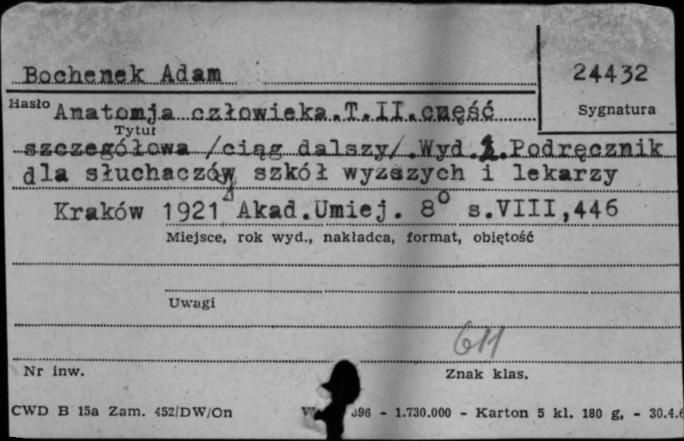 Bochenek Adam
24432
Hasło Anatomja człowieka.T.II.część
Sygnatura
Tytuł
szczegółowa /ciąg dalszy/.Wyd.2.Podręcznik
dla słuchaczów szkół wyższych i lekarzy
Kraków 1921 Akad.Umiej. 8° s.VIII,446
Miejsce, rok wyd., nakładca, format, objętość
Uwagi
611
Nr inw.
Znak klas.
CWD B 15a Zam. 452/DW/On - 1.730.000 - Karton 5 kl. 180 g. - 30.4.